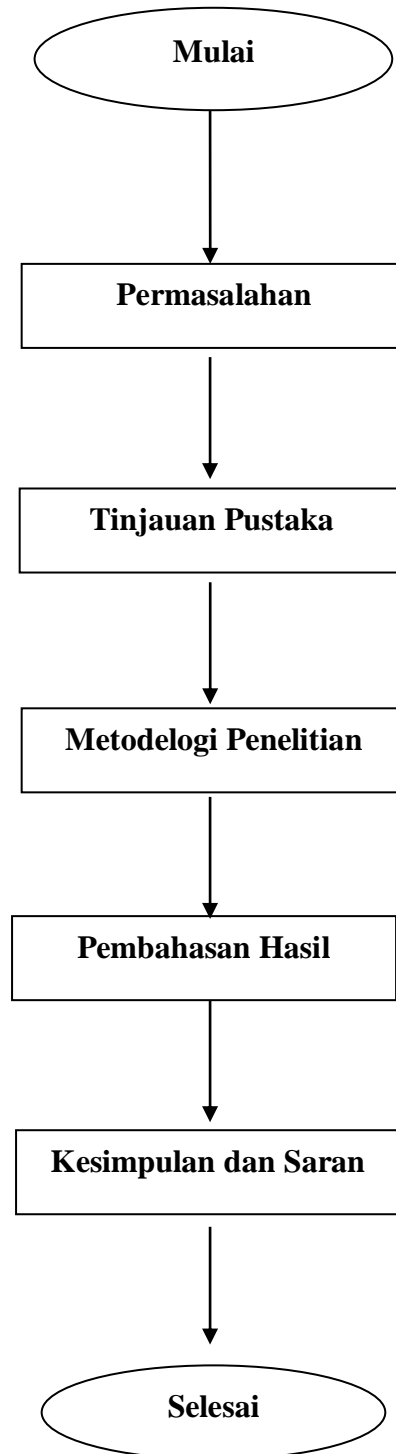 Mulai
Permasalahan
Tinjauan Pustaka
Metodelogi Penelitian
Pembahasan Hasil
Kesimpulan dan Saran
Selesai